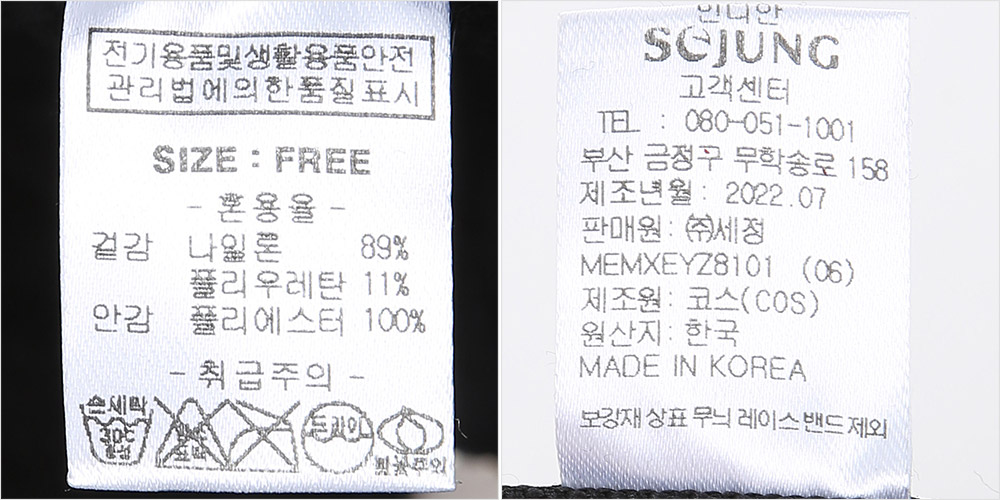 전기용품및생활용품안전
관리법에의한품질표시
SIZE : FREE
- 혼용율 -
겉감 나일론 89%
폴리우레탄 11%
안감 폴리에스터 100%
- 취급주의 -
손세탁
30℃
중성
드라이
인디안
SEJUNG
고객센터
TEL : 080-051-1001
부산 금정구 무학송로 158
제조년월 : 2022.07
판매원 : ㈜세정
MEMXEYZ8101 (06)
제조원 : 코스(COS)
원산지 : 한국
MADE IN KOREA
보강재 상표 무늬 레이스 밴드 제외